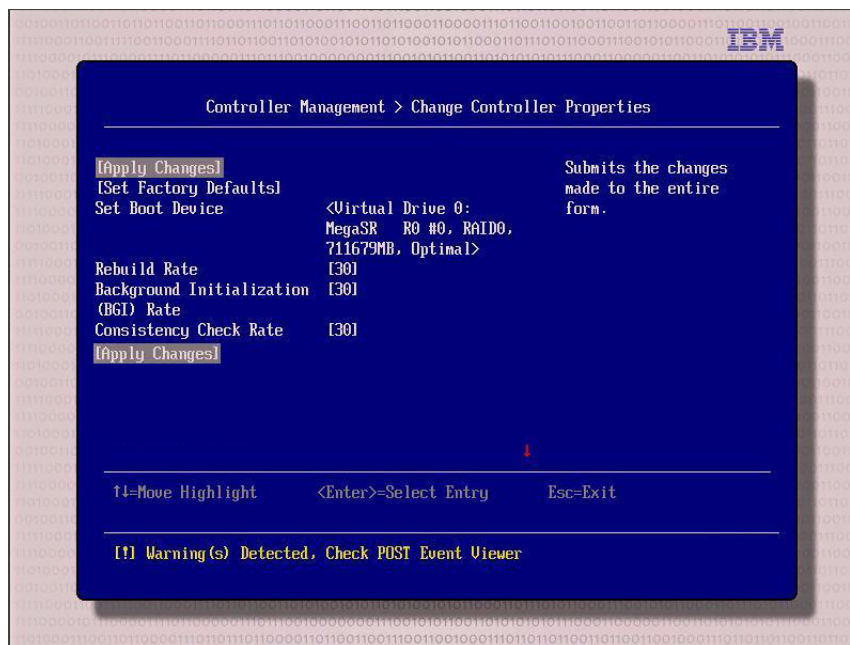 IBM
Controller Management > Change Controller Properties
[Apply Changes]
Submits the changes
[Set Factory Defaults]
made to the entire
Set Boot Device <Virtual Drive 0:
form.
MegaSR R0 #0, RAID0,
711679MB, Optimal>
Rebuild Rate [30]
Background Initialization [30]
(BGI) Rate
Consistency Check Rate [30]
[Apply Changes]
↓
↑↓=Move Highlight <Enter>=Select Entry Esc=Exit
[!] Warning(s) Detected, Check POST Event Viewer